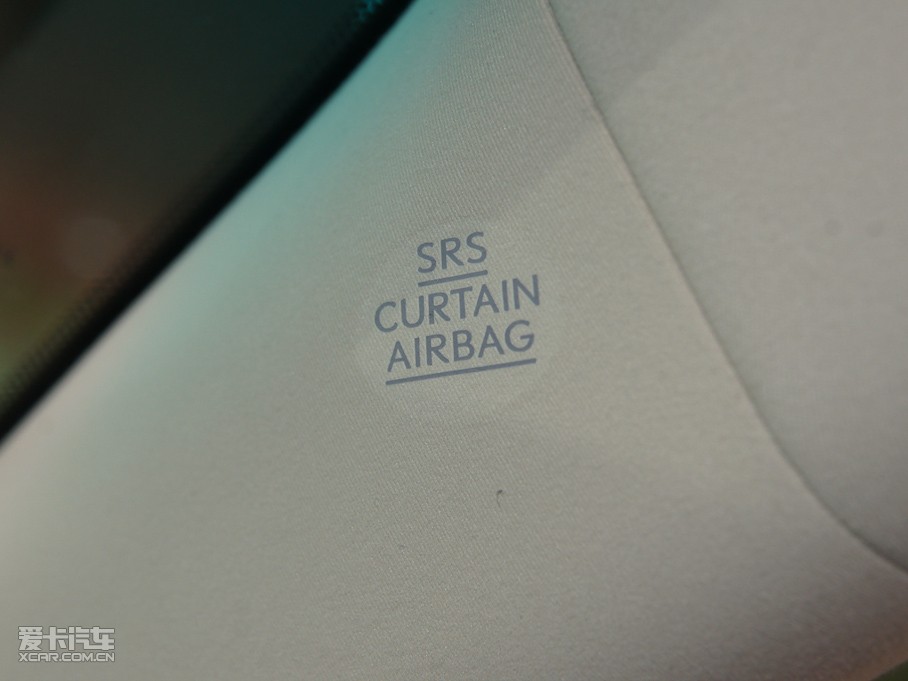 SRS
CURTAIN
AIRBAG
爱卡汽车
XCAR.COM.CN